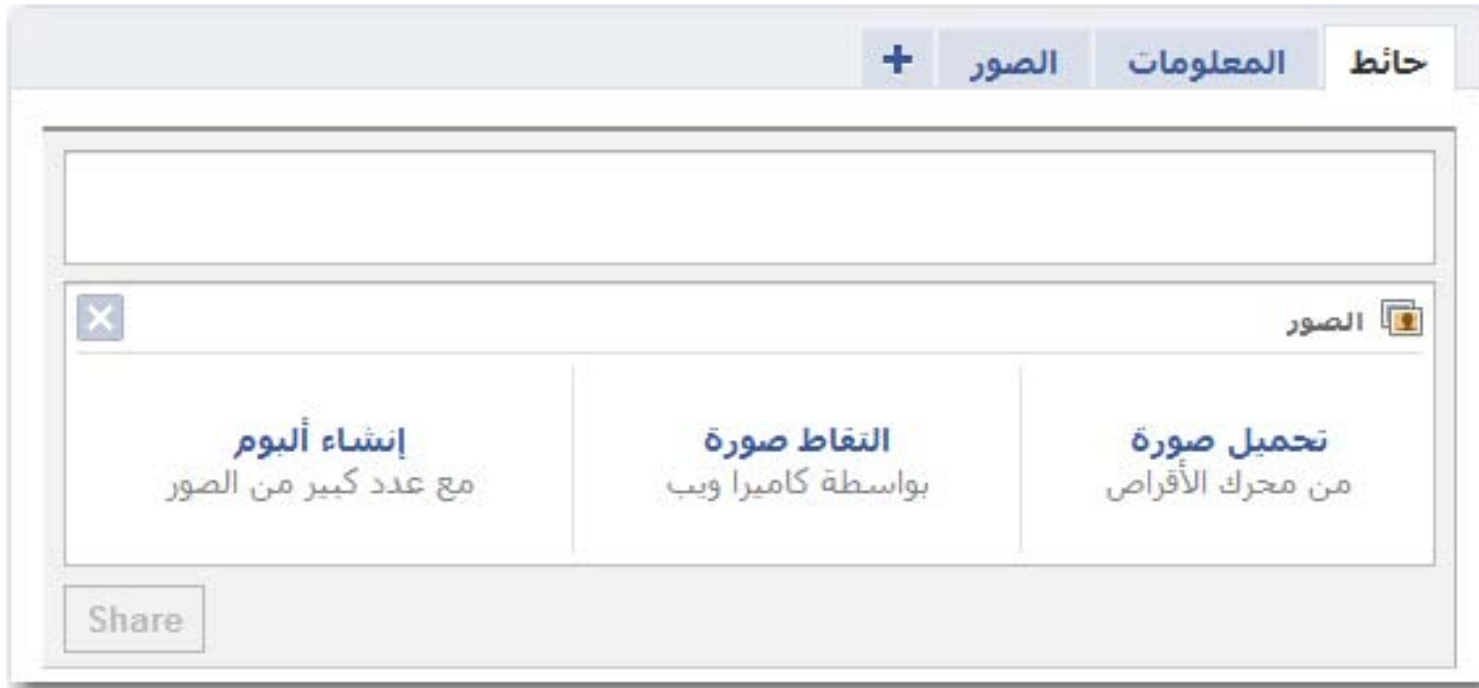 حائط المعلومات الصور +
الصور
تحميل صورة التقاط صورة إنشاء ألبوم
من محرك الأقراص بواسطة كاميرا ويب مع عدد كبير من الصور
Share